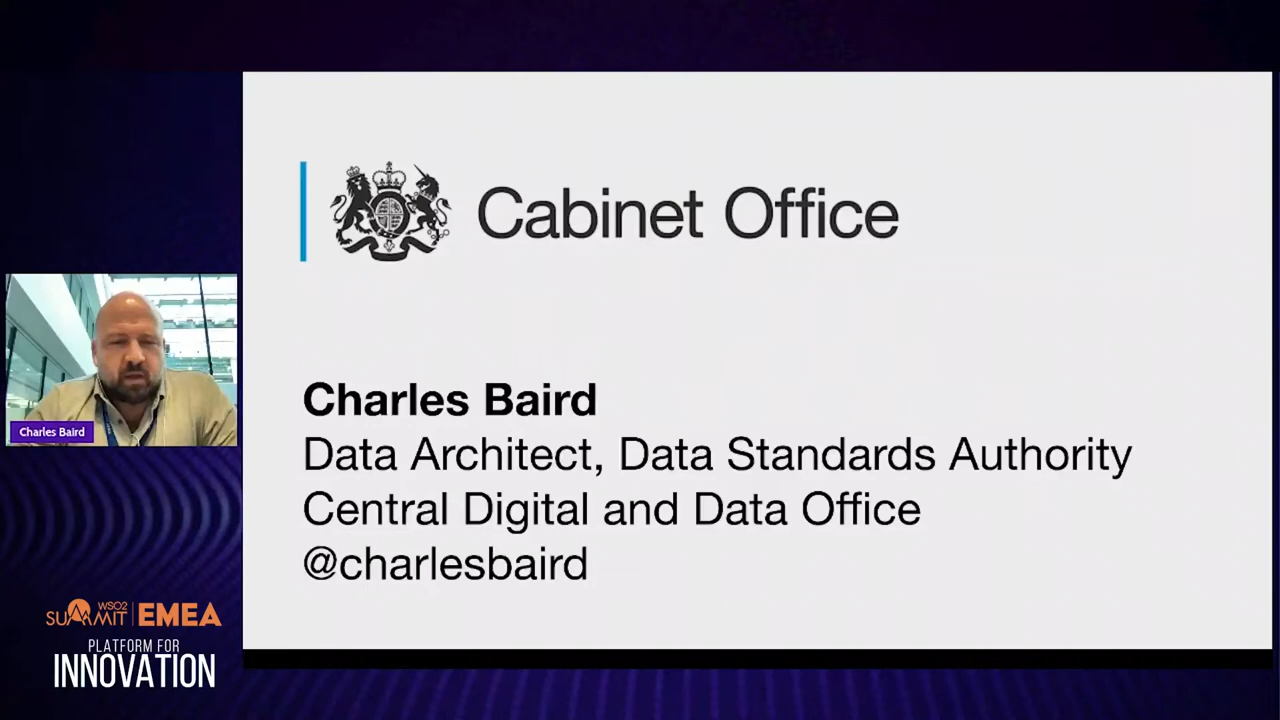 Cabinet Office
Charles Baird
Data Architect, Data Standards Authority
Central Digital and Data Office
@charlesbaird
Charles Baird
WSO2
SUMMIT EMEA
PLATFORM FOR
INNOVATION